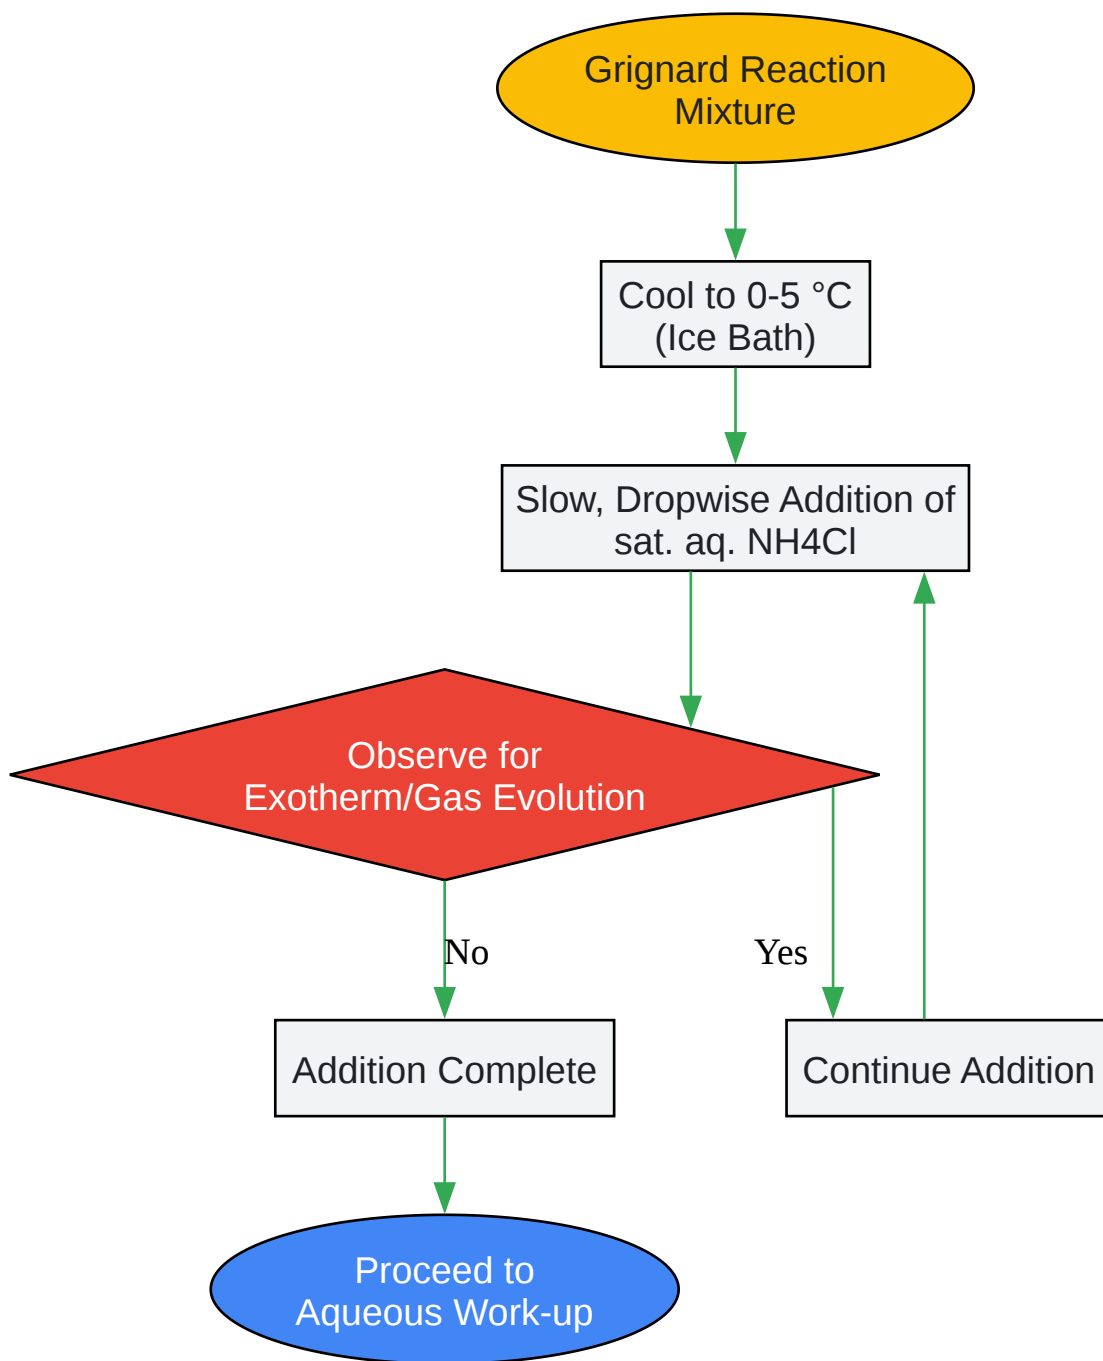 Grignard Reaction
Mixture
Cool to 0-5 °C
(Ice Bath)
Slow, Dropwise Addition of
sat. aq. NH4Cl
Observe for
Exotherm/Gas Evolution
No
Yes
Addition Complete
Continue Addition
Proceed to
Aqueous Work-up